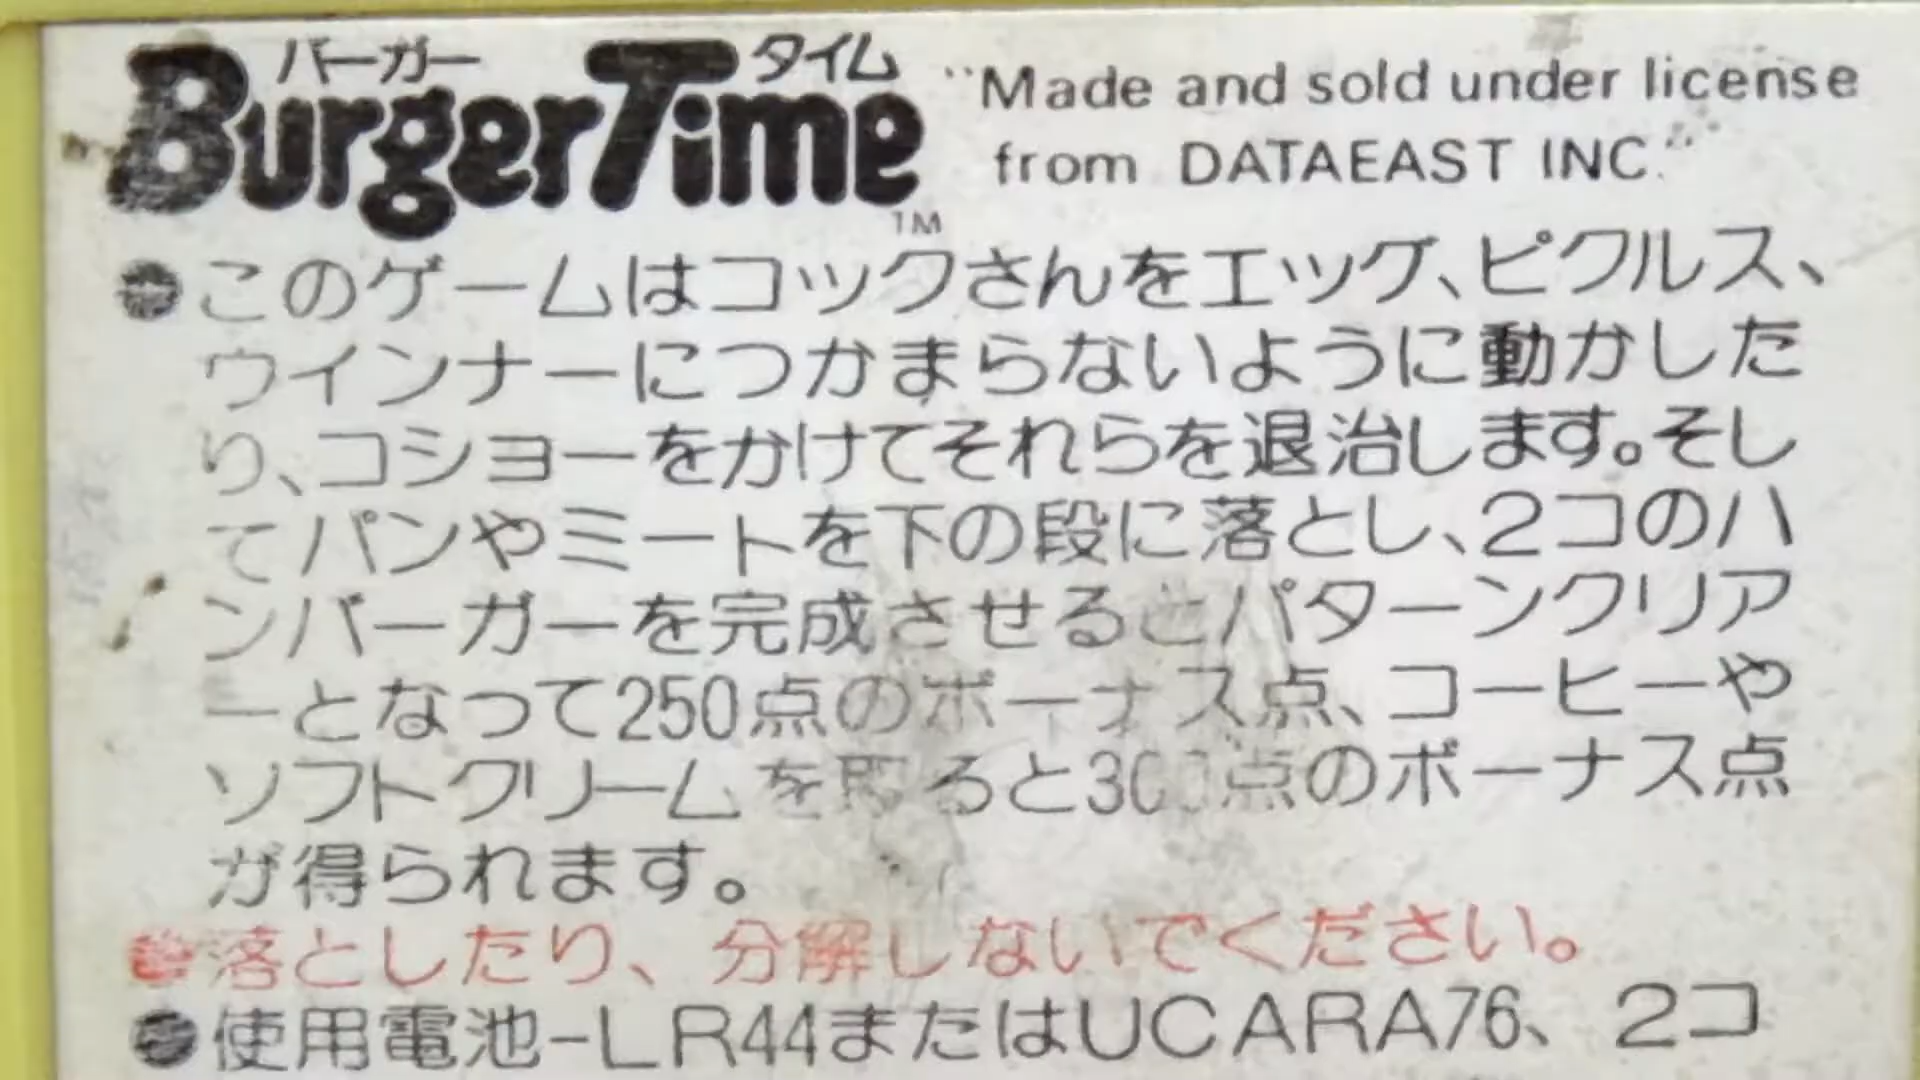 バーガー タイム
BurgerTime™
"Made and sold under license
from DATAEAST INC."
●このゲームはコックさんをエッグ、ピクルス、
ウインナーにつかまらないように動かした
り、コショーをかけてそれらを退治します。そし
てパンやミートを下の段に落とし、2コのハ
ンバーガーを完成させるとパターンクリア
ーとなって250点のボーナス点、コーヒーや
ソフトクリームを取ると300点のボーナス点
が得られます。
●落としたり、分解しないでください。
●使用電池-LR44またはUCARA76、2コ